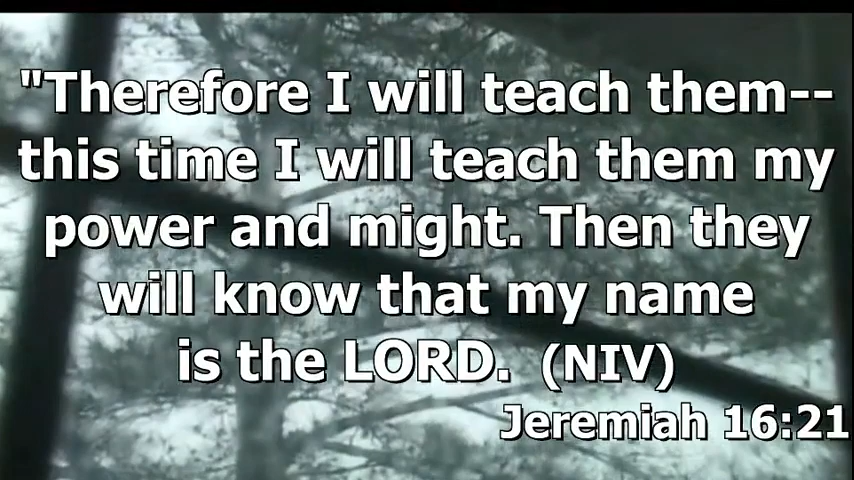 "Therefore I will teach them--
this time I will teach them my
power and might. Then they
will know that my name
is the LORD. (NIV)
Jeremiah 16:21